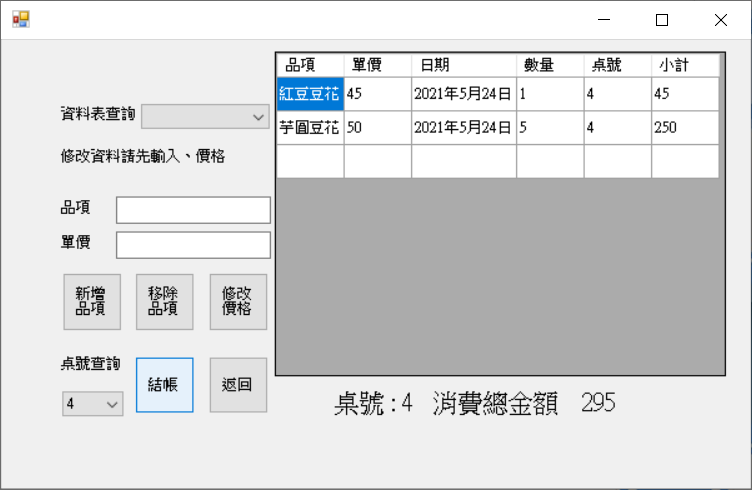 資料表查詢
修改資料請先輸入、價格
品項
單價
新增
品項
移除
品項
修改
價格
桌號查詢
4
結帳
返回
品項 單價 日期 數量 桌號 小計
紅豆豆花 45 2021年5月24日 1 4 45
芋圓豆花 50 2021年5月24日 5 4 250
桌號:4 消費總金額 295